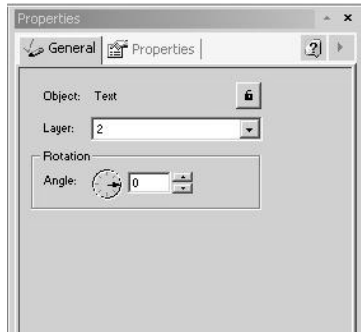 Properties
General Properties
Object: Text
Layer: 2
Rotation
Angle: 0